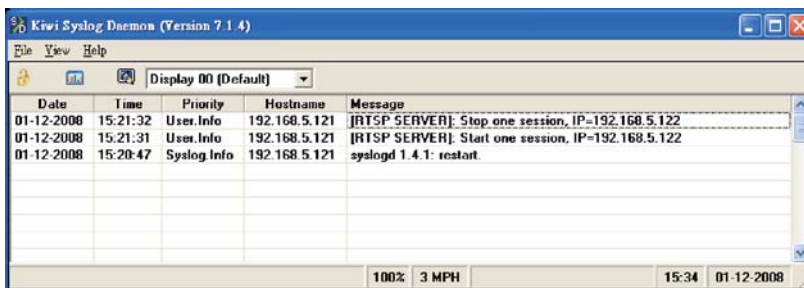 Kiwi Syslog Daemon (Version 7.1.4)
File View Help
Display 00 (Default)
Date Time Priority Hostname Message
01-12-2008 15:21:32 User.Info 192.168.5.121 [RTSP SERVER]: Stop one session, IP=192.168.5.122
01-12-2008 15:21:31 User.Info 192.168.5.121 [RTSP SERVER]: Start one session, IP=192.168.5.122
01-12-2008 15:20:47 Syslog.Info 192.168.5.121 syslogd 1.4.1: restart.
100% 3 MPH 15:34 01-12-2008